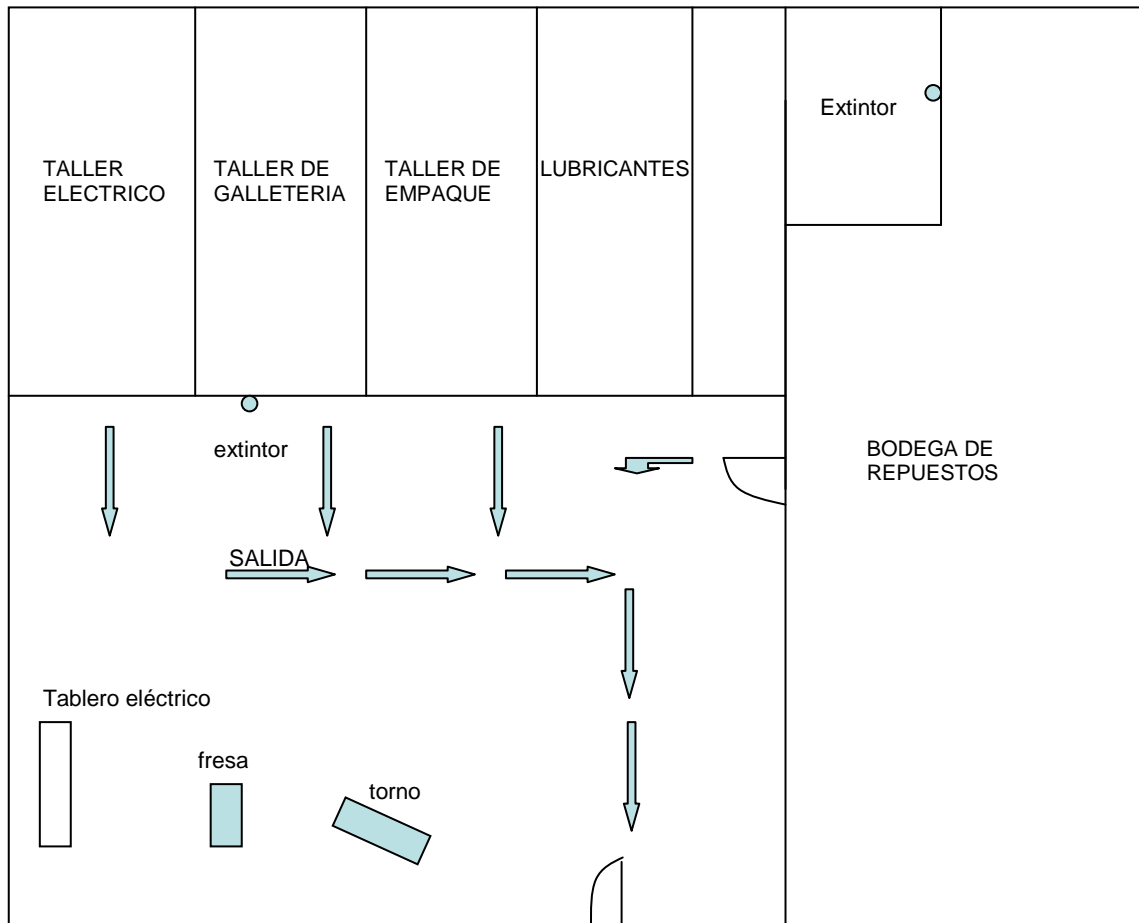 Extintor
TALLER
ELECTRICO
TALLER DE
GALLETERIA
TALLER DE
EMPAQUE
LUBRICANTES
extintor
BODEGA DE
REPUESTOS
SALIDA
Tablero eléctrico
fresa
torno